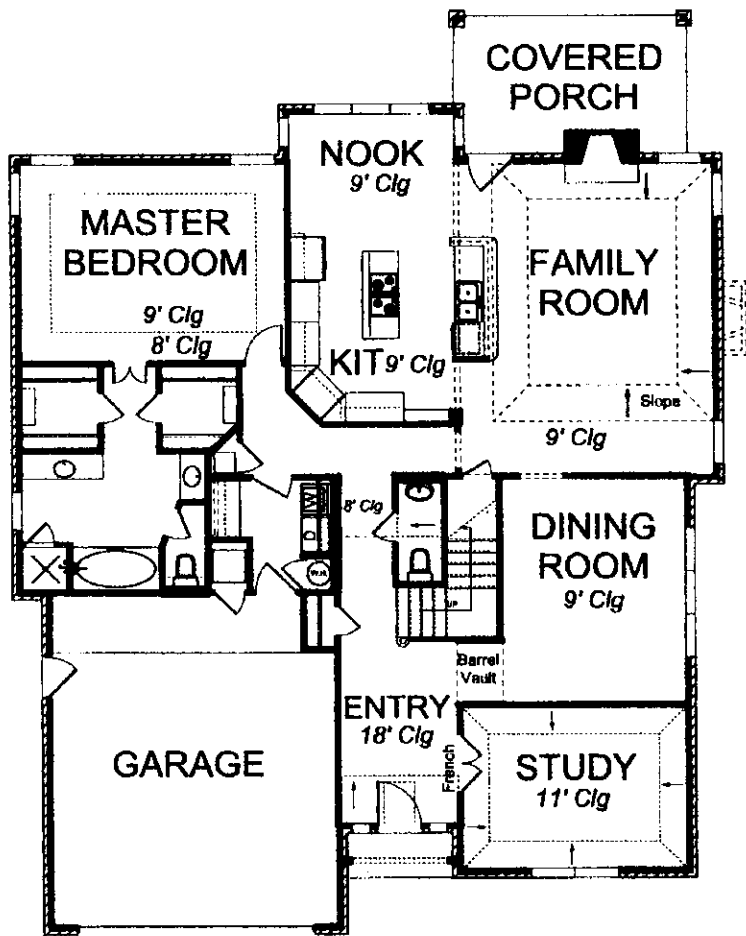 COVERED
PORCH
NOOK
9' Clg
MASTER
BEDROOM
9' Clg
8' Clg
FAMILY
ROOM
KIT 9' Clg
Slope
9' Clg
W
8' Clg
DINING
ROOM
9' Clg
W.H.
UP
Barrel
Vault
ENTRY
18' Clg
French
GARAGE
STUDY
11' Clg